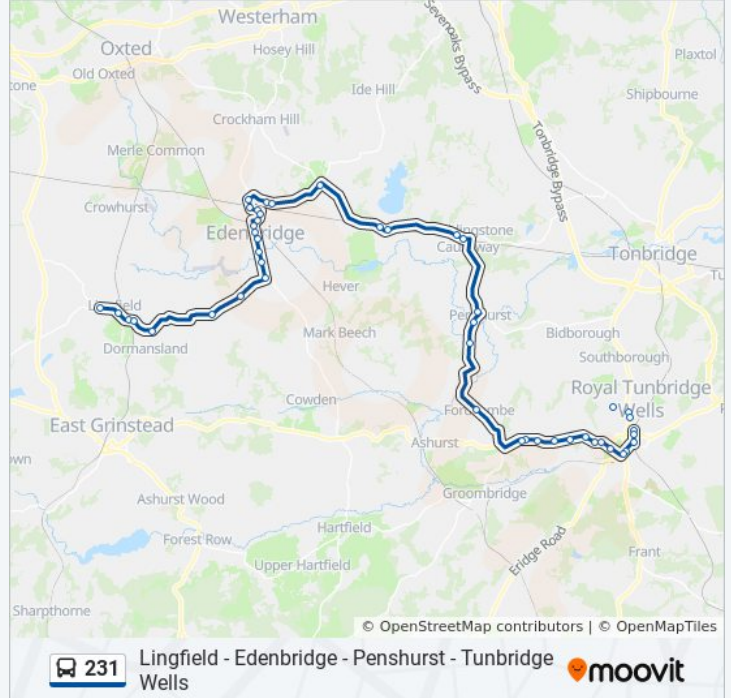 Westerham
Oxted
Hosey Hill
Sevenoaks Bypass
Plaxtol
Old Oxted
Ide Hill
Shipbourne
Crockham Hill
Tonbridge Bypass
Merle Common
Crowhurst
Edenbridge
Causeway
Tonbridge
Hever
Lingfield
Penshurst
Mark Beech
Bidborough
Dormansland
Southborough
Royal Tunbridge
Wells
Cowden
Fordcombe
East Grinstead
Ashurst
Groombridge
Ashurst Wood
Hartfield
Forest Row
Eridge Road
Frant
Upper Hartfield
Sharpthorne
© OpenStreetMap contributors | © OpenMapTiles
231
Lingfield - Edenbridge - Penshurst - Tunbridge
Wells
moovit